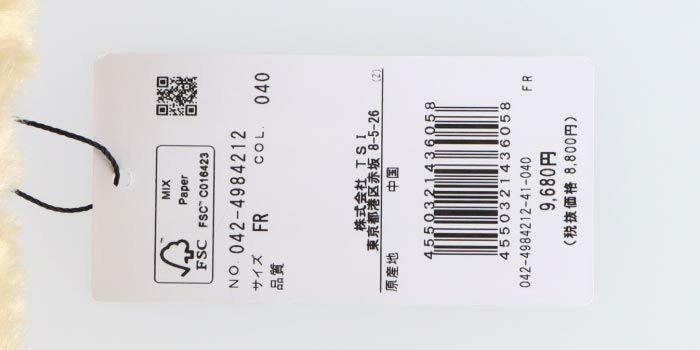 MIX
Paper
FSC™ C016423
FSC™
NO. 042-4984212
サイズ FR COL. 040
品質
(2)
株式会社 TSI
東京都港区赤坂 8-5-26
原産地 中国
4550321436058
4550321436058
FR
042-4984212-41-040
9,680円
(税抜価格 8,800円)